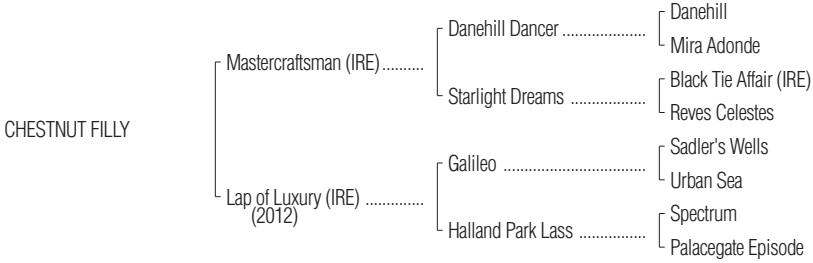 Danehill
Danehill Dancer ...................
Mira Adonde
Mastercraftsman (IRE)..........
Black Tie Affair (IRE)
Starlight Dreams .................
Reves Celestes
CHESTNUT FILLY
Sadler's Wells
Galileo ................................
Urban Sea
Lap of Luxury (IRE) ..............
(2012)
Spectrum
Halland Park Lass ................
Palacegate Episode